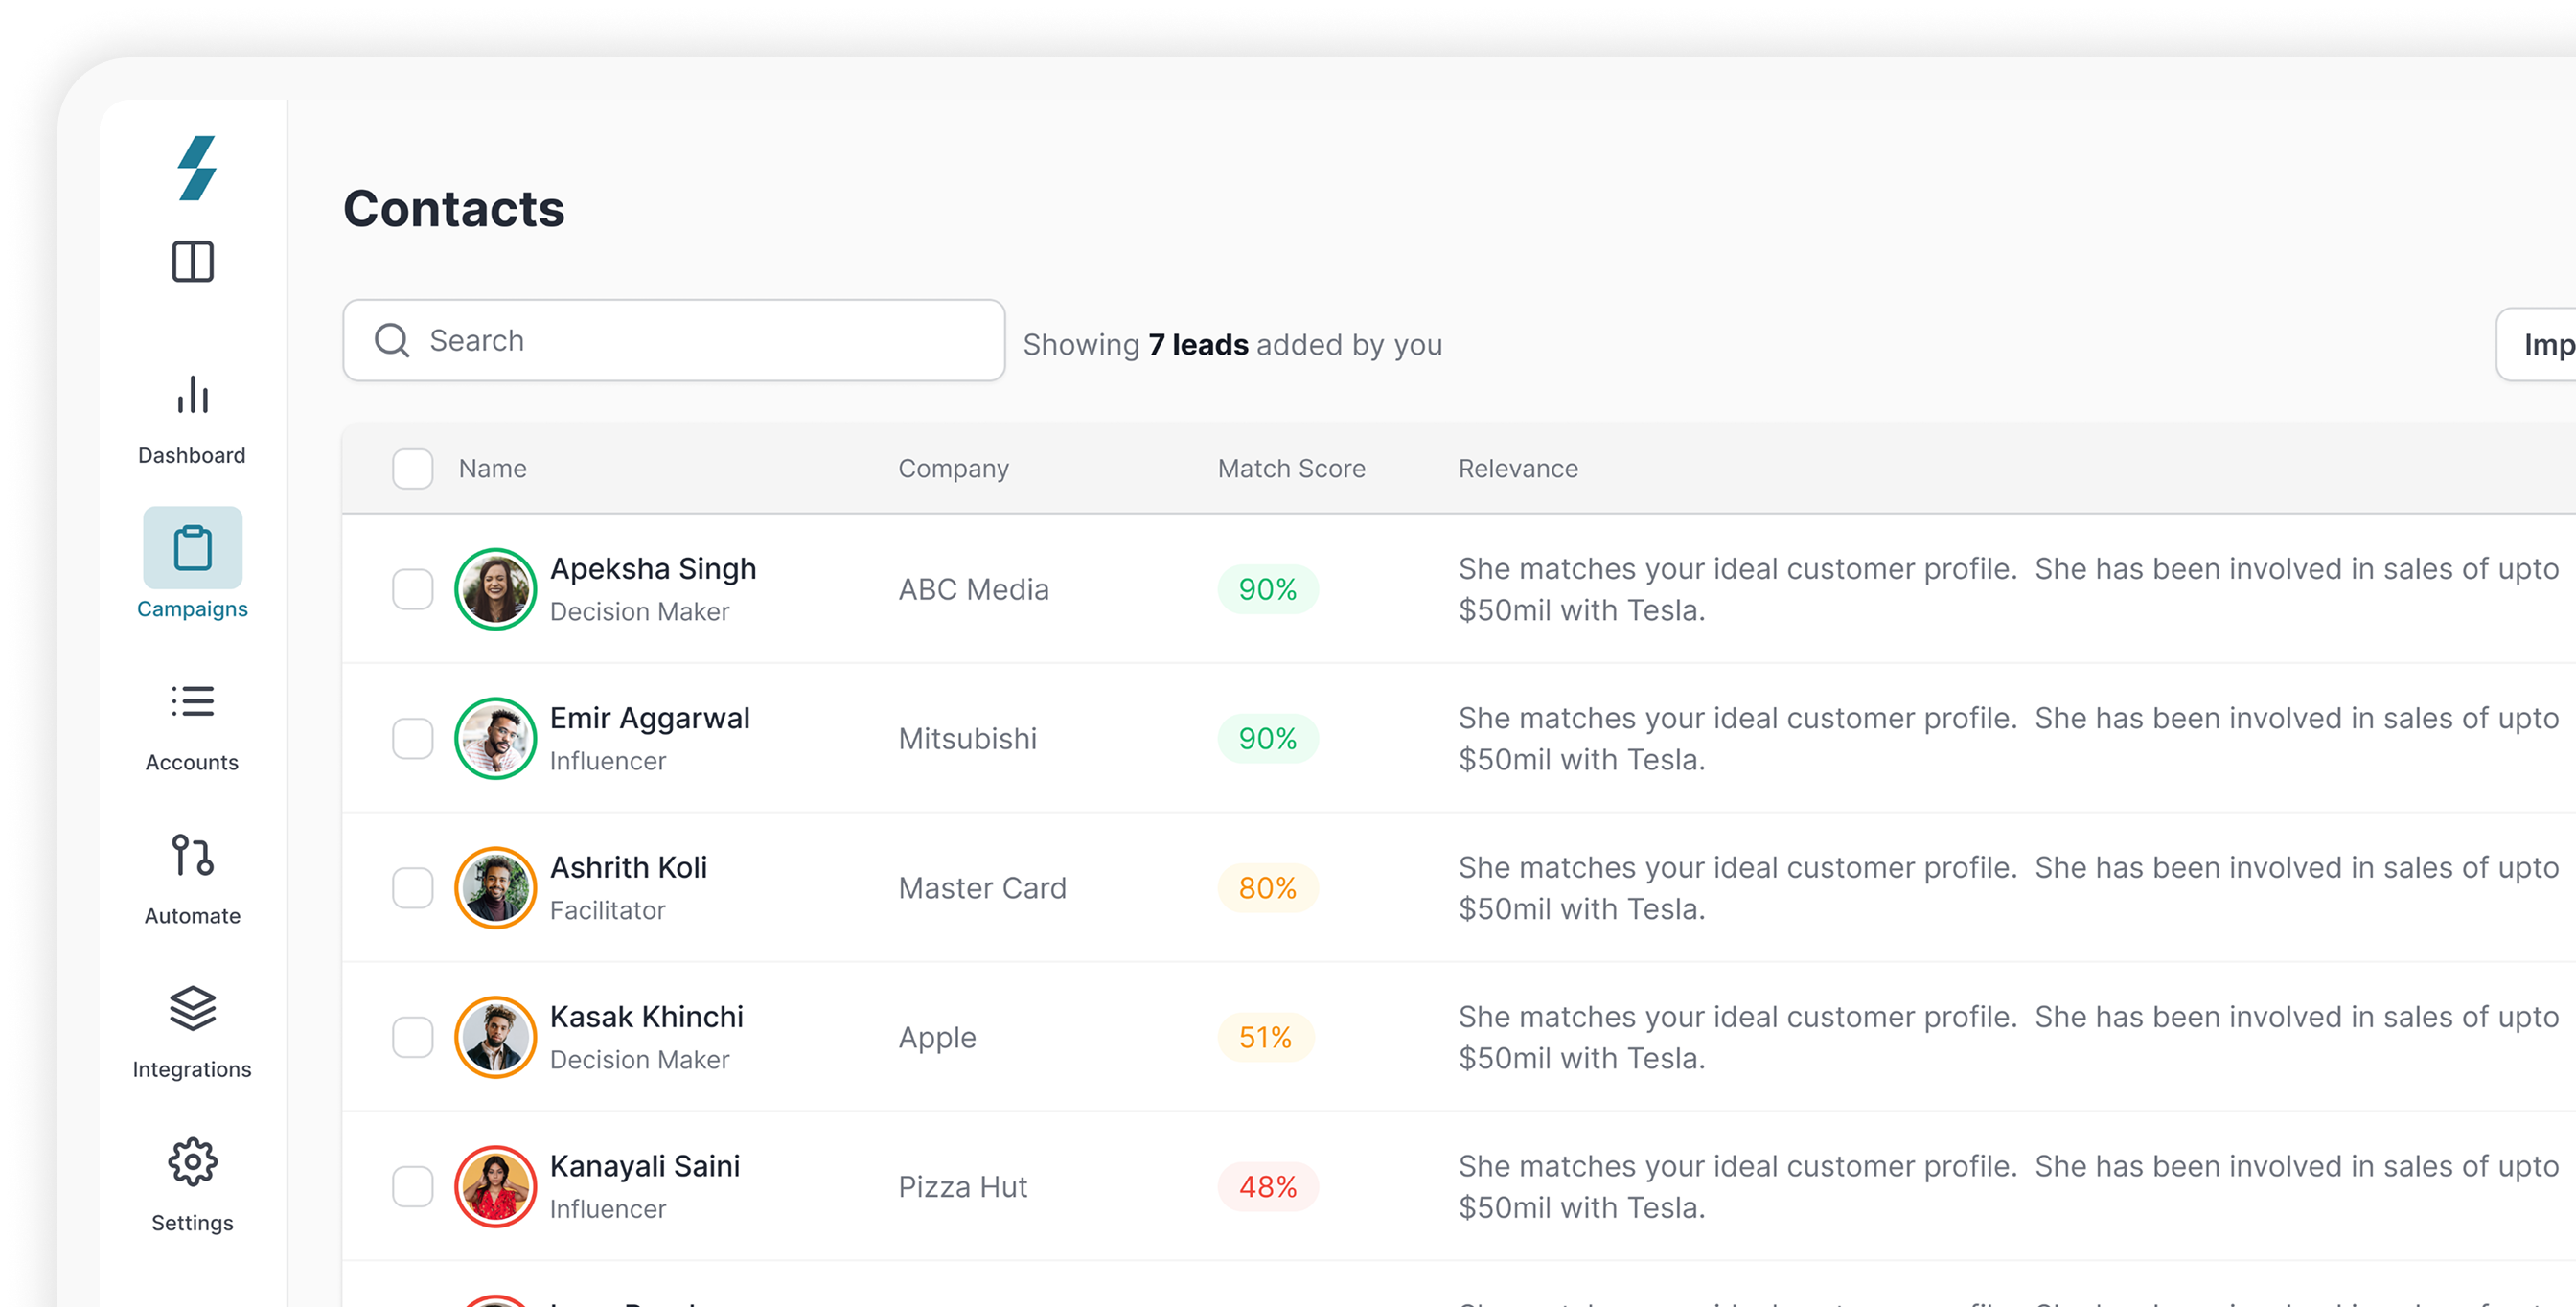 Contacts
Search
Showing 7 leads added by you
Imp
Dashboard
Campaigns
Accounts
Automate
Integrations
Settings
Name Company Match Score Relevance
Apeksha Singh
Decision Maker
ABC Media
90%
She matches your ideal customer profile. She has been involved in sales of upto
$50mil with Tesla.
Emir Aggarwal
Influencer
Mitsubishi
90%
She matches your ideal customer profile. She has been involved in sales of upto
$50mil with Tesla.
Ashrith Koli
Facilitator
Master Card
80%
She matches your ideal customer profile. She has been involved in sales of upto
$50mil with Tesla.
Kasak Khinchi
Decision Maker
Apple
51%
She matches your ideal customer profile. She has been involved in sales of upto
$50mil with Tesla.
Kanayali Saini
Influencer
Pizza Hut
48%
She matches your ideal customer profile. She has been involved in sales of upto
$50mil with Tesla.